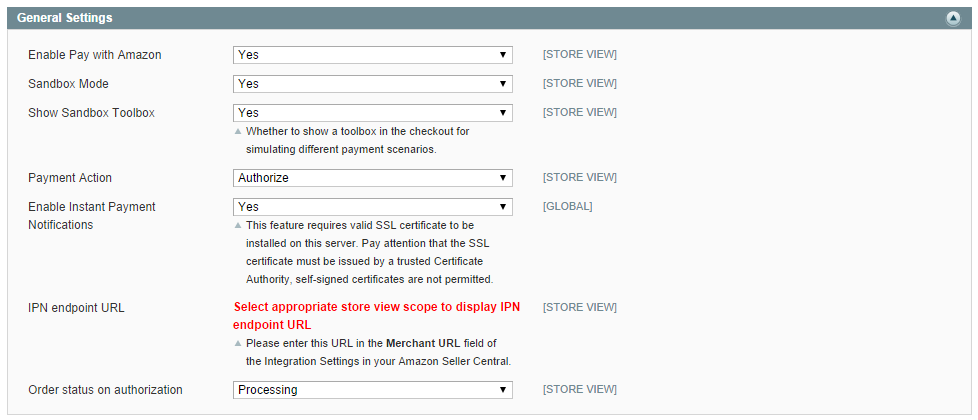 General Settings
Enable Pay with Amazon Yes [STORE VIEW]
Sandbox Mode Yes [STORE VIEW]
Show Sandbox Toolbox Yes [STORE VIEW]
Whether to show a toolbox in the checkout for
simulating different payment scenarios.
Payment Action Authorize [STORE VIEW]
Enable Instant Payment
Notifications Yes [GLOBAL]
This feature requires valid SSL certificate to be
installed on this server. Pay attention that the SSL
certificate must be issued by a trusted Certificate
Authority, self-signed certificates are not permitted.
IPN endpoint URL Select appropriate store view scope to display IPN [STORE VIEW]
endpoint URL
Please enter this URL in the Merchant URL field of
the Integration Settings in your Amazon Seller Central.
Order status on authorization Processing [STORE VIEW]